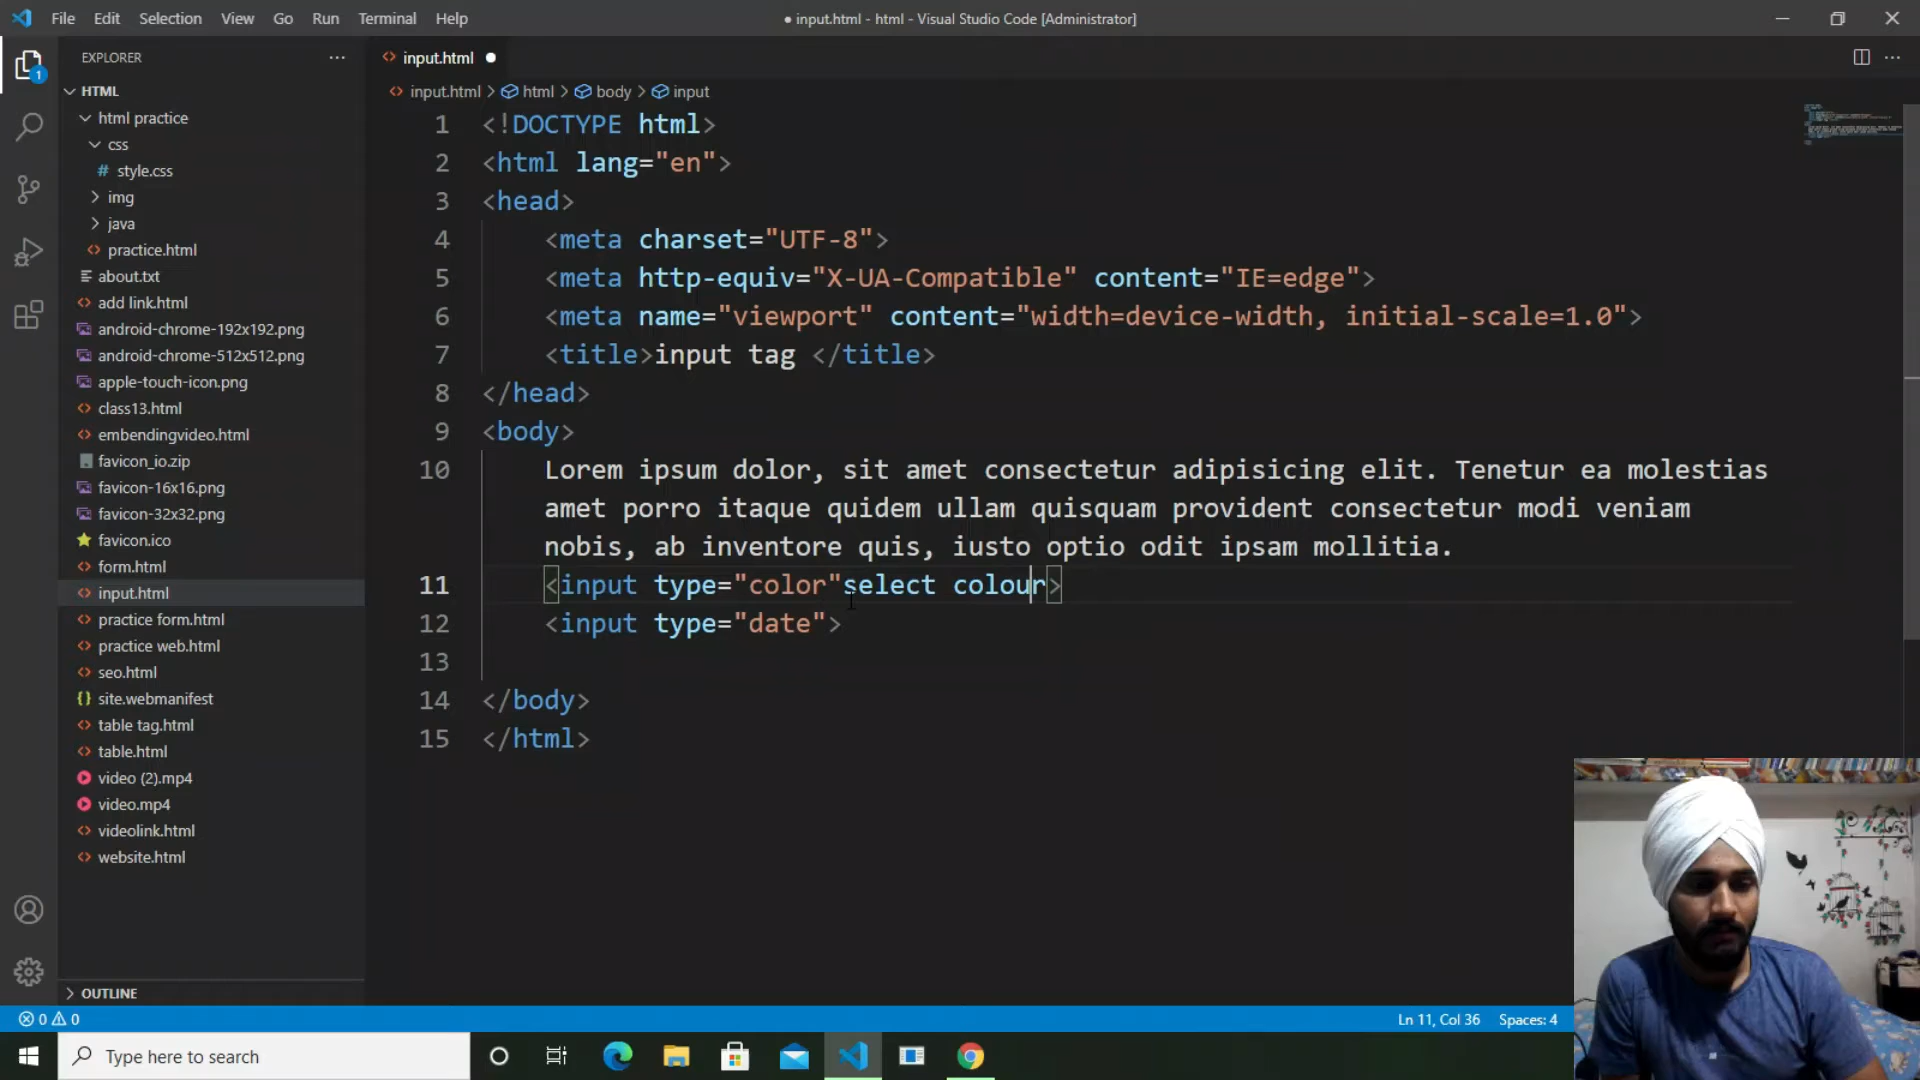 File Edit Selection View Go Run Terminal Help
● input.html - html - Visual Studio Code [Administrator]
EXPLORER
1
HTML
html practice
css
# style.css
img
java
practice.html
about.txt
add link.html
android-chrome-192x192.png
android-chrome-512x512.png
apple-touch-icon.png
class13.html
embendingvideo.html
favicon_io.zip
favicon-16x16.png
favicon-32x32.png
favicon.ico
form.html
input.html
practice form.html
practice web.html
seo.html
site.webmanifest
table tag.html
table.html
video (2).mp4
video.mp4
videolink.html
website.html
OUTLINE
input.html
input.html > html > body > input
1 <!DOCTYPE html>
2 <html lang="en">
3 <head>
4 <meta charset="UTF-8">
5 <meta http-equiv="X-UA-Compatible" content="IE=edge">
6 <meta name="viewport" content="width=device-width, initial-scale=1.0">
7 <title>input tag </title>
8 </head>
9 <body>
10 Lorem ipsum dolor, sit amet consectetur adipisicing elit. Tenetur ea molestias
amet porro itaque quidem ullam quisquam provident consectetur modi veniam
nobis, ab inventore quis, iusto optio odit ipsam mollitia.
11 <input type="color"select colour>
12 <input type="date">
13
14 </body>
15 </html>
0 0
Ln 11, Col 36 Spaces: 4
Type here to search